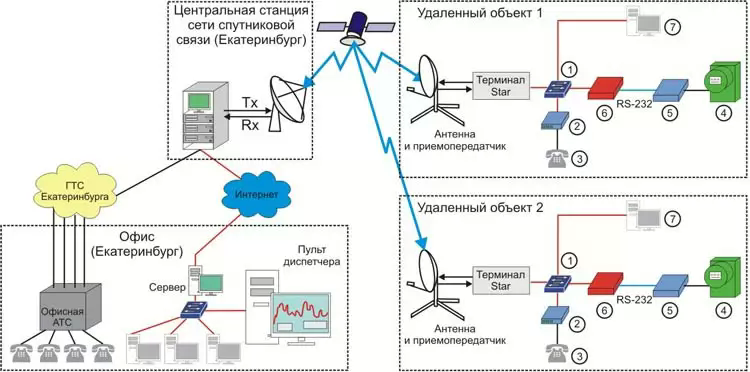 Центральная станция
сети спутниковой
связи (Екатеринбург)
Tx
Rx
ГТС
Екатеринбурга
Интернет
Офис
(Екатеринбург)
Пульт
диспетчера
Сервер
Офисная
АТС
Удаленный объект 1
7
Терминал
Star
1
RS-232
6
5
4
2
3
Антенна
и приемопередатчик
Удаленный объект 2
7
Терминал
Star
1
RS-232
6
5
4
2
3
Антенна
и приемопередатчик